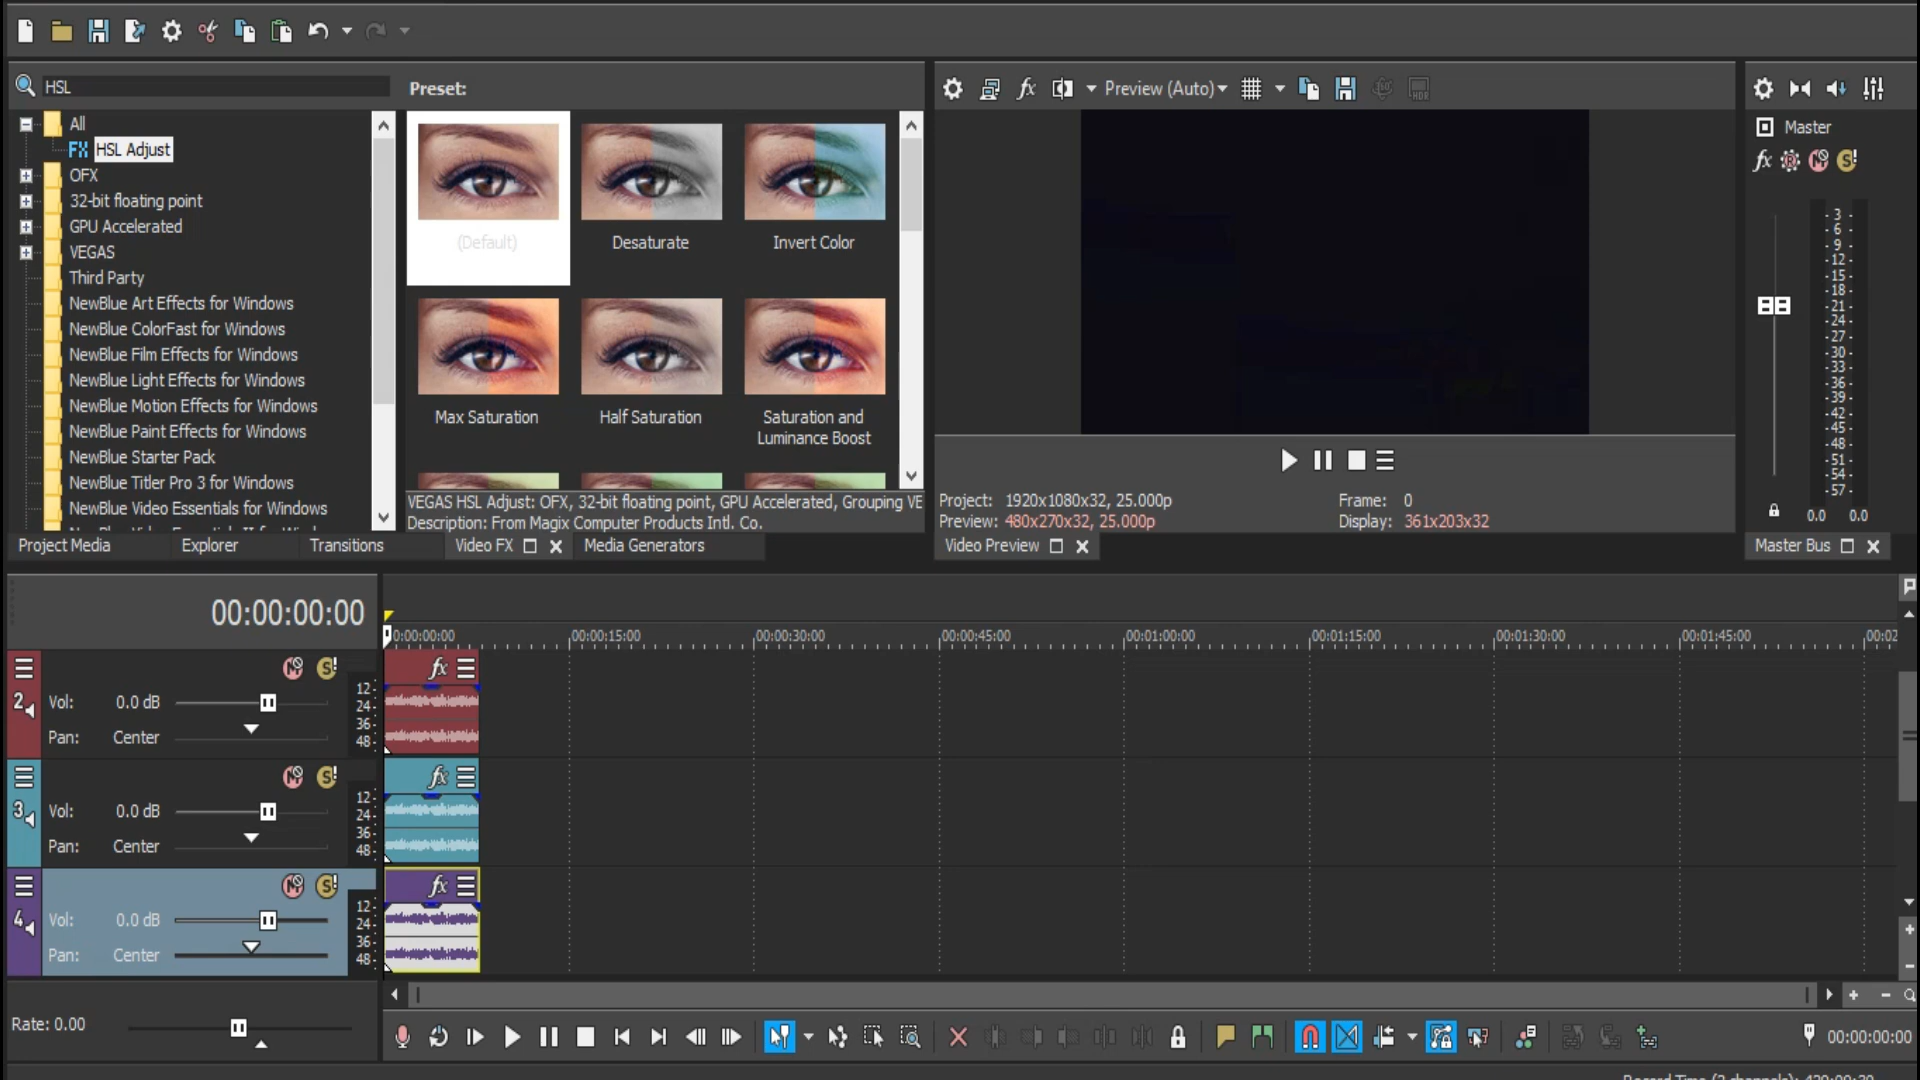 HSL
Preset:
All
FX HSL Adjust
OFX
32-bit floating point
GPU Accelerated
VEGAS
Third Party
NewBlue Art Effects for Windows
NewBlue ColorFast for Windows
NewBlue Film Effects for Windows
NewBlue Light Effects for Windows
NewBlue Motion Effects for Windows
NewBlue Paint Effects for Windows
NewBlue Starter Pack
NewBlue Titler Pro 3 for Windows
NewBlue Video Essentials for Windows
(Default)
Desaturate
Invert Color
Max Saturation
Half Saturation
Saturation and
Luminance Boost
VEGAS HSL Adjust: OFX, 32-bit floating point, GPU Accelerated, Grouping VE
Description: From Magix Computer Products Intl. Co.
Project Media
Explorer
Transitions
Video FX
Media Generators
fx
Preview (Auto)
Project: 1920x1080x32, 25.000p
Frame: 0
Preview: 480x270x32, 25.000p
Display: 361x203x32
Video Preview
Master
fx
- 3 -
- 6 -
- 9 -
- 12 -
- 15 -
- 18 -
- 21 -
- 24 -
- 27 -
- 30 -
- 33 -
- 36 -
- 39 -
- 42 -
- 45 -
- 48 -
- 51 -
- 54 -
- 57 -
0.0 0.0
Master Bus
00:00:00:00
0:00:00:00
00:00:15:00
00:00:30:00
00:00:45:00
00:01:00:00
00:01:15:00
00:01:30:00
00:01:45:00
00:02
2
Vol: 0.0 dB
Pan: Center
12-
24-
36-
48-
fx
3
Vol: 0.0 dB
Pan: Center
12-
24-
36-
48-
fx
4
Vol: 0.0 dB
Pan: Center
12-
24-
36-
48-
fx
Rate: 0.00
00:00:00:00